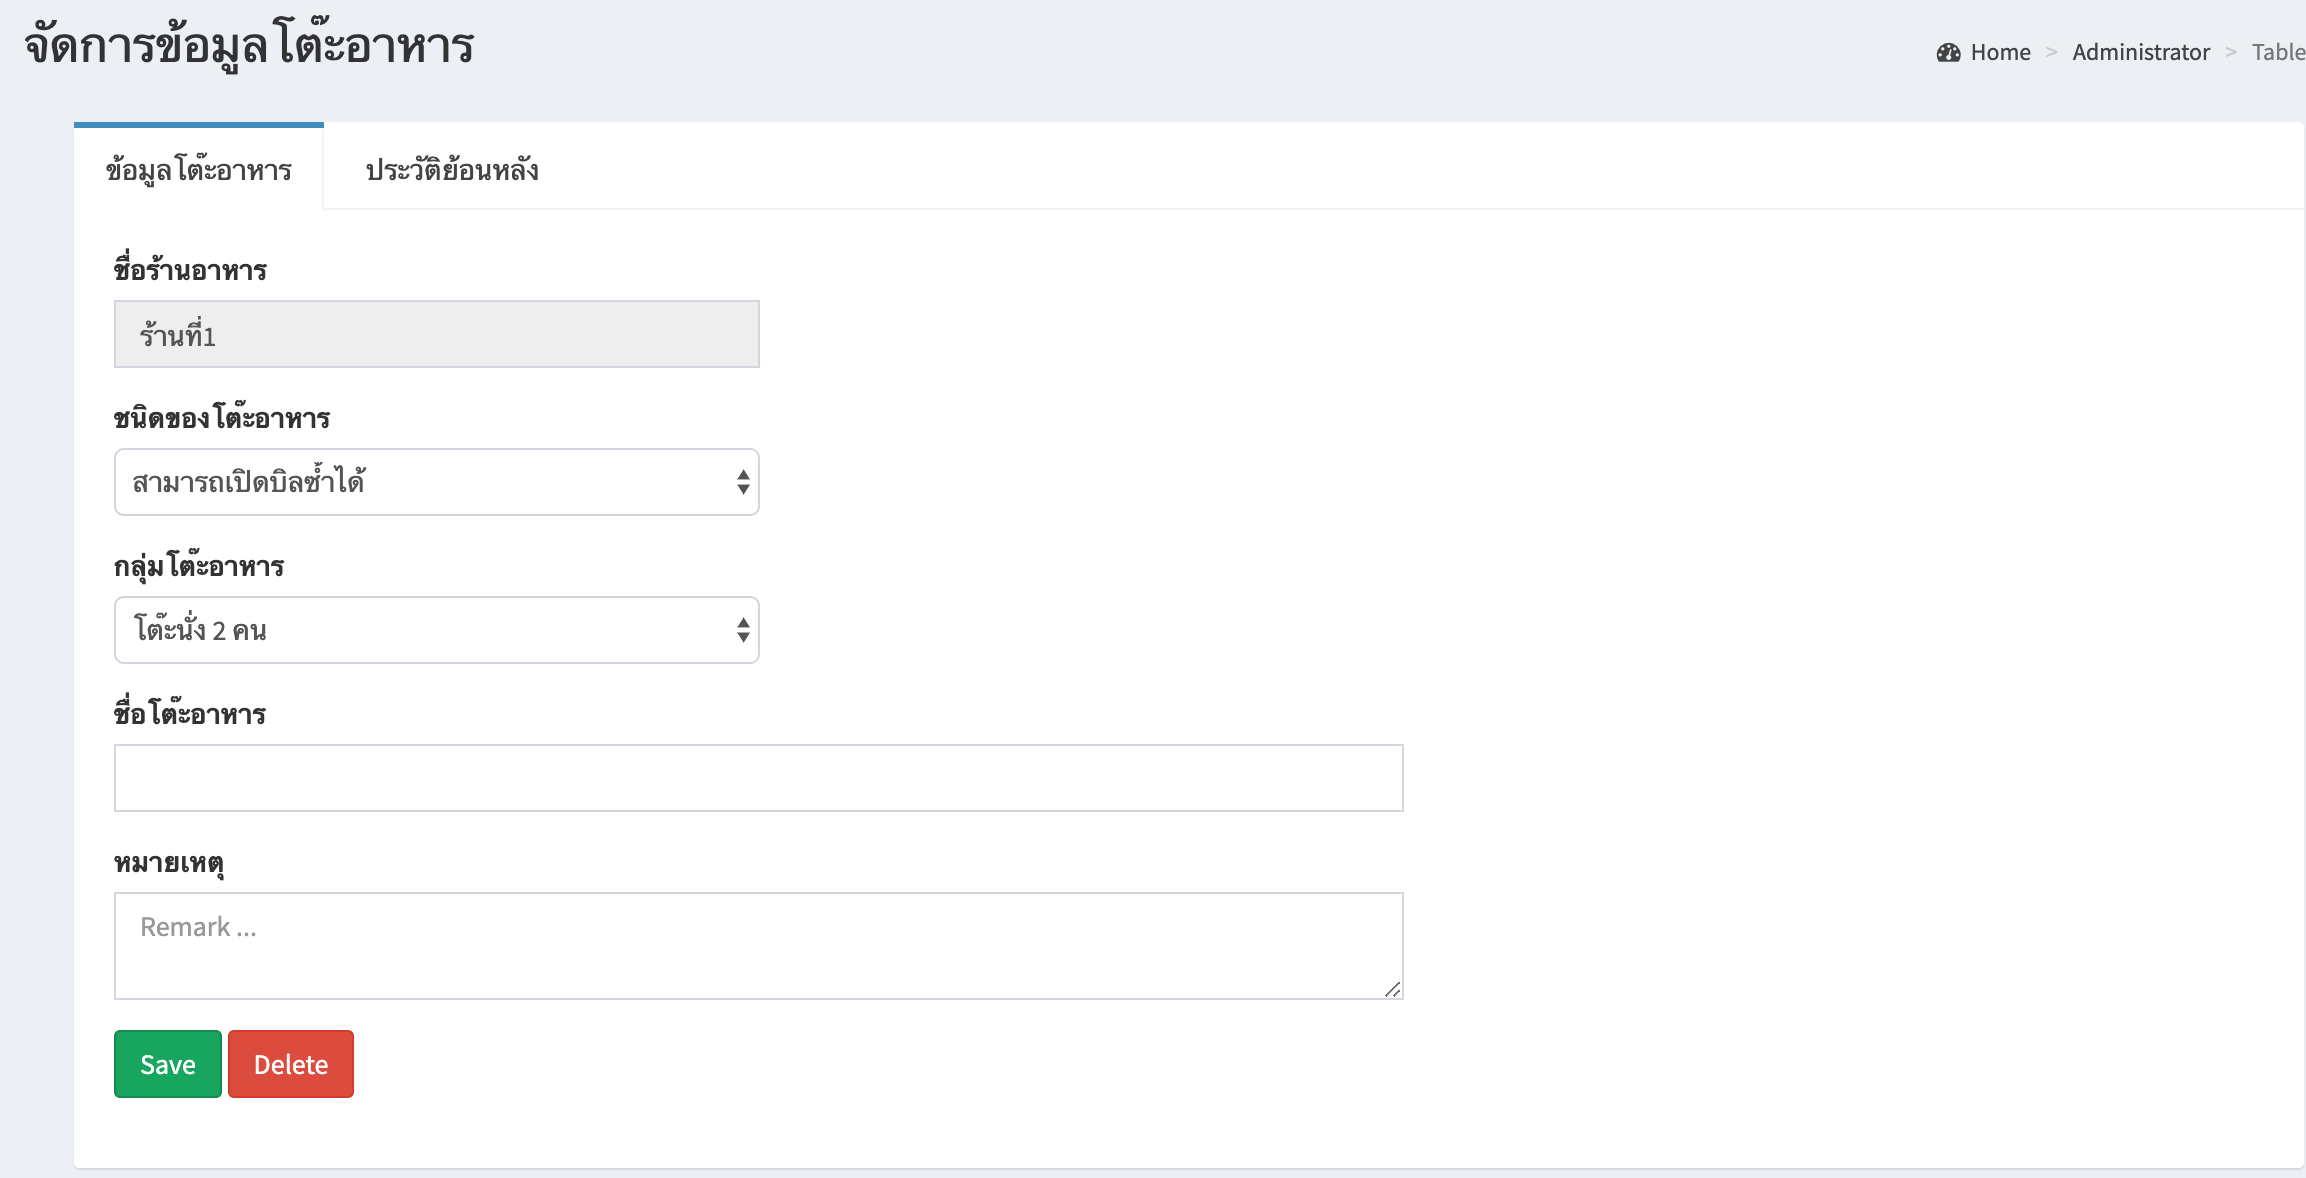 จัดการข้อมูลโต๊ะอาหาร
Home > Administrator > Table
ข้อมูลโต๊ะอาหาร
ประวัติย้อนหลัง
ชื่อร้านอาหาร
ร้านที่1
ชนิดของโต๊ะอาหาร
สามารถเปิดบิลซ้ำได้
กลุ่มโต๊ะอาหาร
โต๊ะนั่ง 2 คน
ชื่อโต๊ะอาหาร
หมายเหตุ
Remark ...
Save
Delete